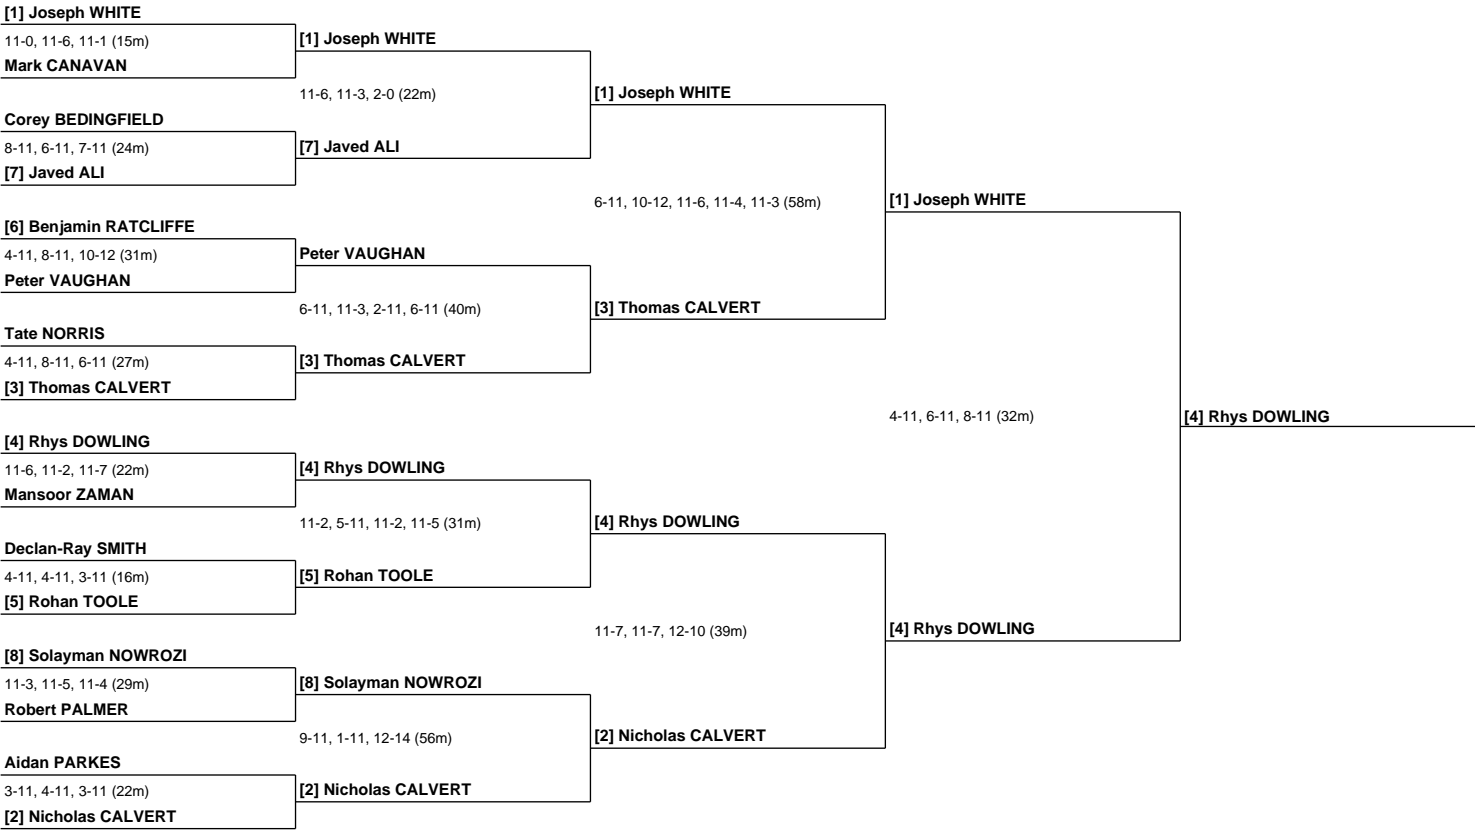 [1] Joseph WHITE
11-0, 11-6, 11-1 (15m)
Mark CANAVAN
Corey BEDINGFIELD
8-11, 6-11, 7-11 (24m)
[7] Javed ALI
[6] Benjamin RATCLIFFE
4-11, 8-11, 10-12 (31m)
Peter VAUGHAN
Tate NORRIS
4-11, 8-11, 6-11 (27m)
[3] Thomas CALVERT
[4] Rhys DOWLING
11-6, 11-2, 11-7 (22m)
Mansoor ZAMAN
Declan-Ray SMITH
4-11, 4-11, 3-11 (16m)
[5] Rohan TOOLE
[8] Solayman NOWROZI
11-3, 11-5, 11-4 (29m)
Robert PALMER
Aidan PARKES
3-11, 4-11, 3-11 (22m)
[2] Nicholas CALVERT
[1] Joseph WHITE
11-6, 11-3, 2-0 (22m)
[7] Javed ALI
Peter VAUGHAN
6-11, 11-3, 2-11, 6-11 (40m)
[3] Thomas CALVERT
[4] Rhys DOWLING
11-2, 5-11, 11-2, 11-5 (31m)
[5] Rohan TOOLE
[8] Solayman NOWROZI
9-11, 1-11, 12-14 (56m)
[2] Nicholas CALVERT
[1] Joseph WHITE
6-11, 10-12, 11-6, 11-4, 11-3 (58m)
[3] Thomas CALVERT
[4] Rhys DOWLING
11-7, 11-7, 12-10 (39m)
[2] Nicholas CALVERT
[1] Joseph WHITE
4-11, 6-11, 8-11 (32m)
[4] Rhys DOWLING
[4] Rhys DOWLING